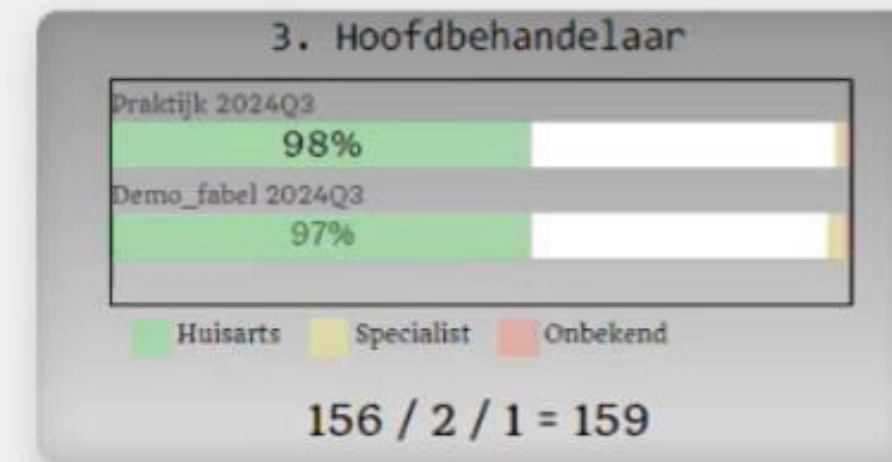 3. Hoofdbehandelaar
Praktijk 2024Q3
98%
Demo_fabel 2024Q3
97%
Huisarts Specialist Onbekend
156 / 2 / 1 = 159